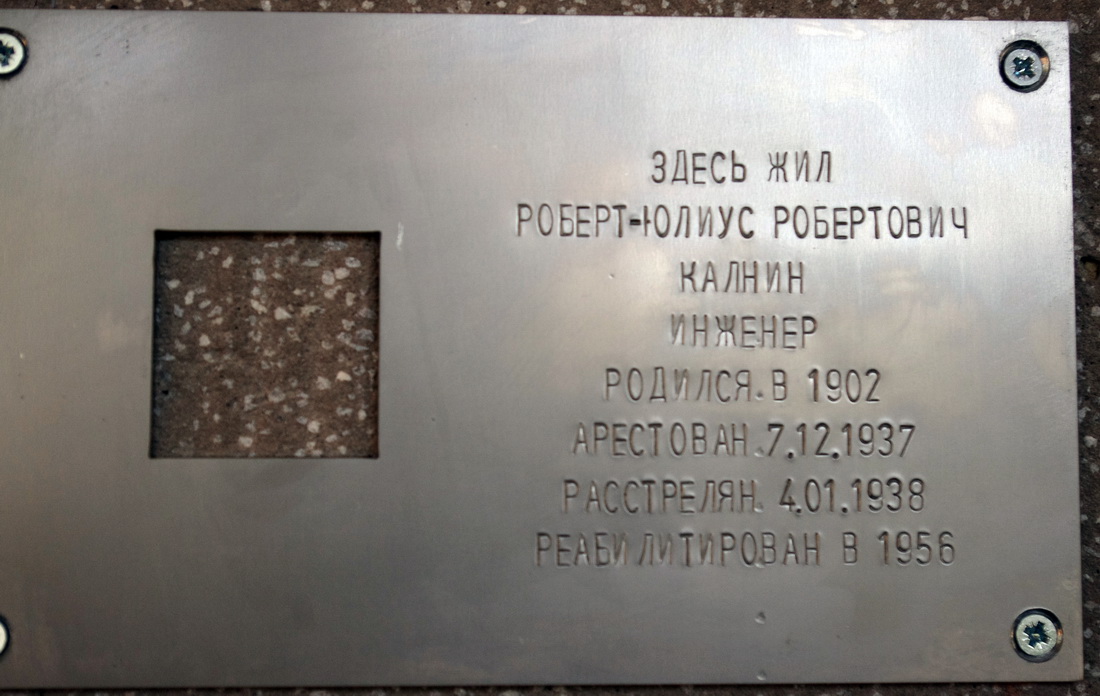 ЗДЕСЬ ЖИЛ
РОБЕРТ-ЮЛИУС РОБЕРТОВИЧ
КАЛНИН
ИНЖЕНЕР
РОДИЛСЯ В 1902
АРЕСТОВАН 7.12.1937
РАССТРЕЛЯН 4.01.1938
РЕАБИЛИТИРОВАН В 1956